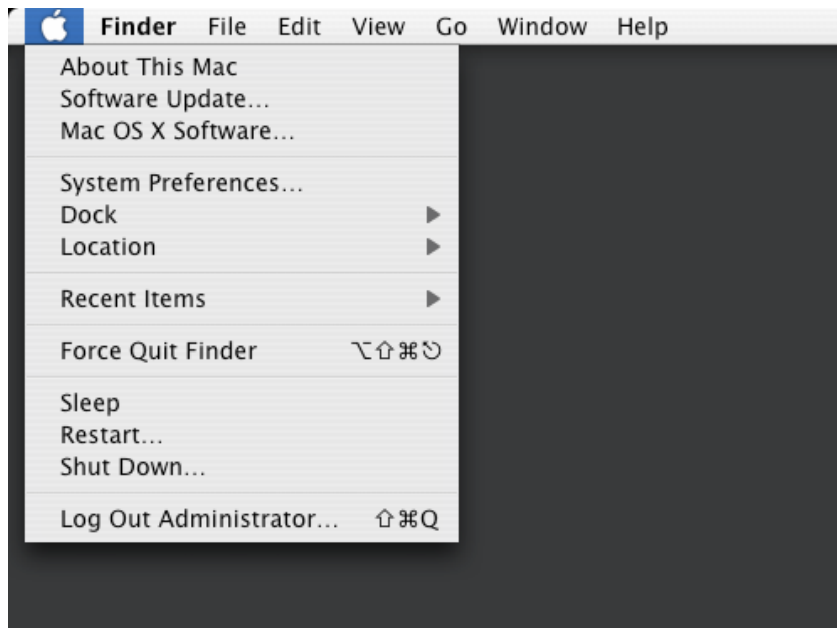 Finder File Edit View Go Window Help
About This Mac
Software Update...
Mac OS X Software...
System Preferences...
Dock
Location
Recent Items
Force Quit Finder ⌥⇧⌘⎋
Sleep
Restart...
Shut Down...
Log Out Administrator... ⇧⌘Q